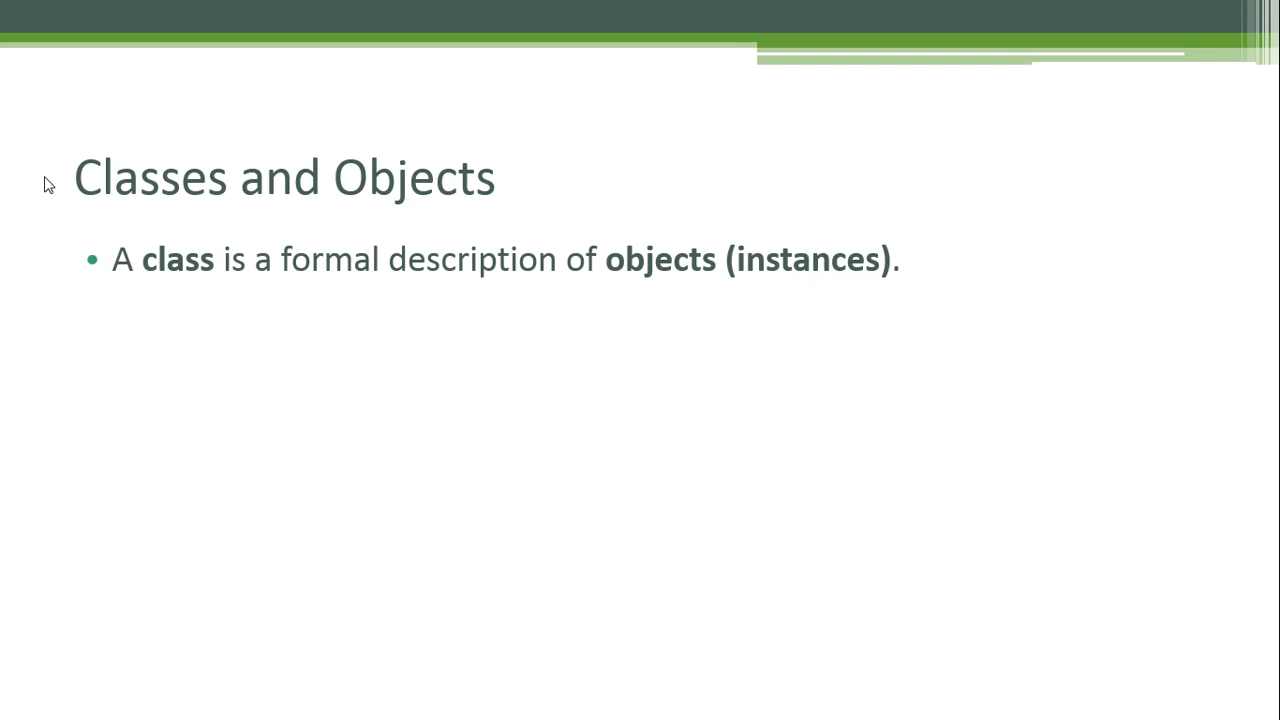 Classes and Objects
• A class is a formal description of objects (instances).